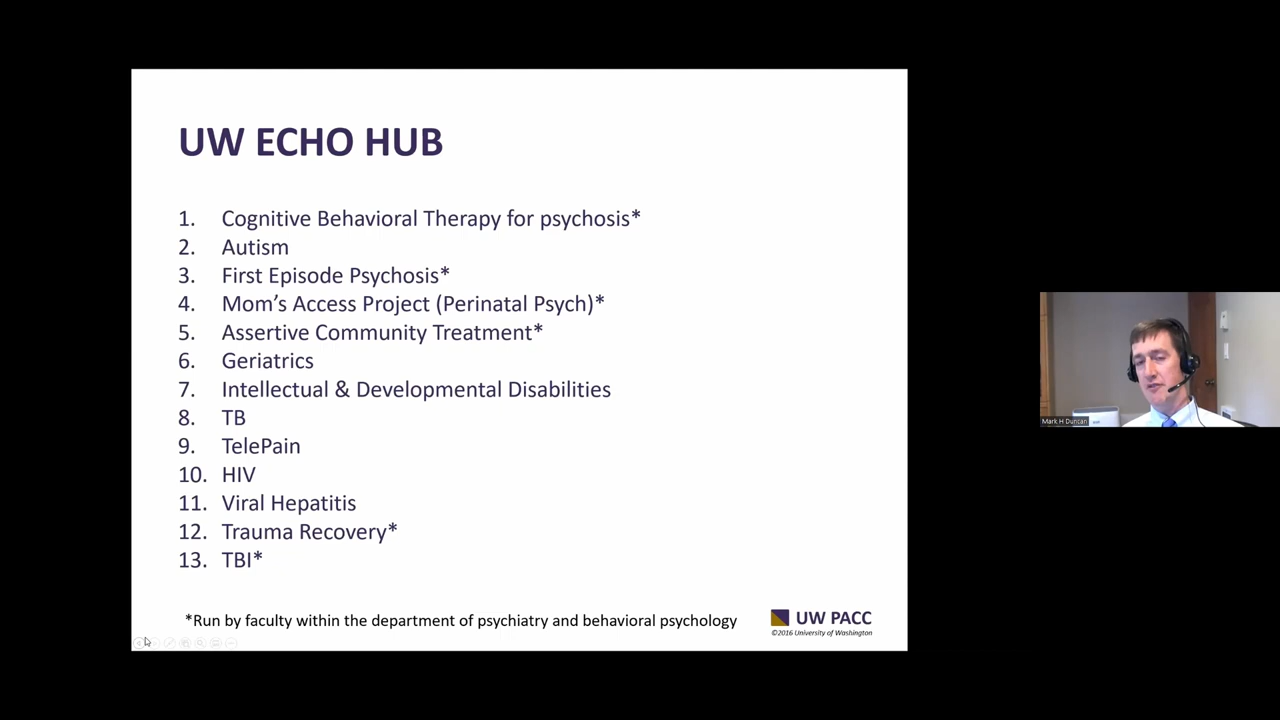 UW ECHO HUB
1. Cognitive Behavioral Therapy for psychosis*
2. Autism
3. First Episode Psychosis*
4. Mom’s Access Project (Perinatal Psych)*
5. Assertive Community Treatment*
6. Geriatrics
7. Intellectual & Developmental Disabilities
8. TB
9. TelePain
10. HIV
11. Viral Hepatitis
12. Trauma Recovery*
13. TBI*
*Run by faculty within the department of psychiatry and behavioral psychology
UW PACC
©2016 University of Washington
Mark H Duncan